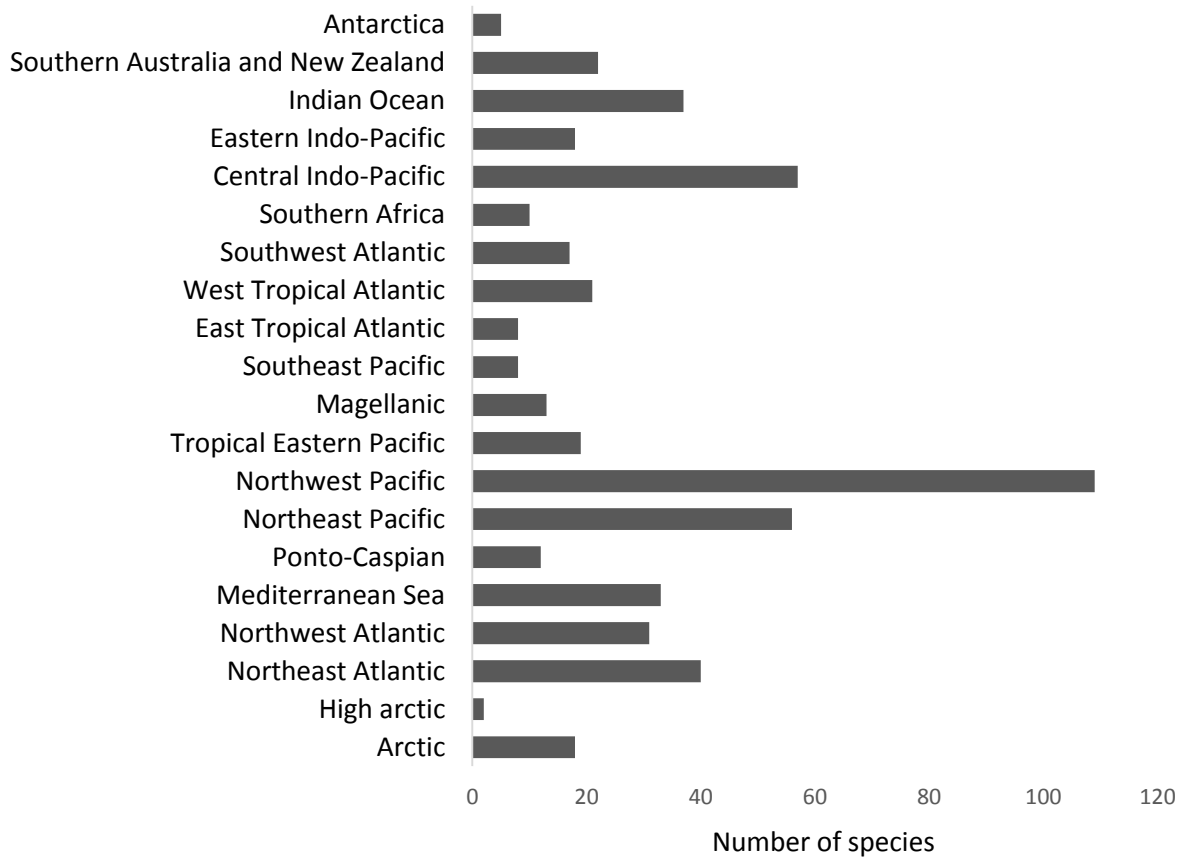 Antarctica
Southern Australia and New Zealand
Indian Ocean
Eastern Indo-Pacific
Central Indo-Pacific
Southern Africa
Southwest Atlantic
West Tropical Atlantic
East Tropical Atlantic
Southeast Pacific
Magellanic
Tropical Eastern Pacific
Northwest Pacific
Northeast Pacific
Ponto-Caspian
Mediterranean Sea
Northwest Atlantic
Northeast Atlantic
High arctic
Arctic
0 20 40 60 80 100 120
Number of species